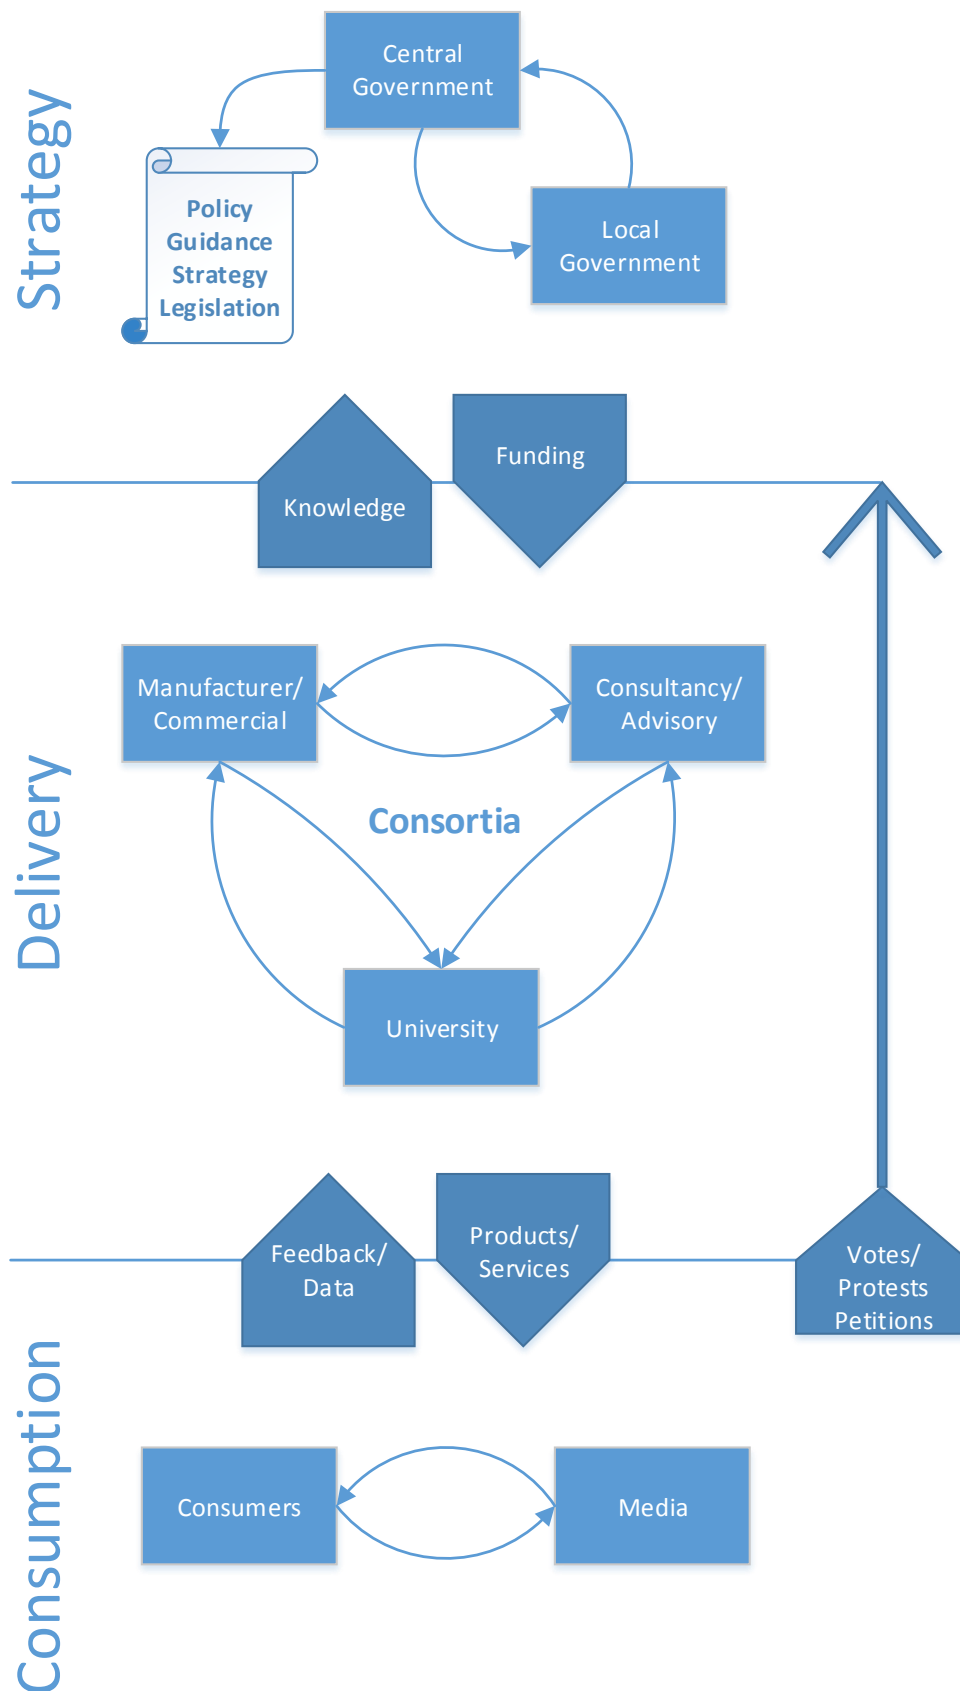 Strategy
Central
Government
Policy
Guidance
Strategy
Legislation
Local
Government
Knowledge
Funding
Delivery
Manufacturer/
Commercial
Consultancy/
Advisory
Consortia
University
Feedback/
Data
Products/
Services
Votes/
Protests
Petitions
Consumption
Consumers
Media